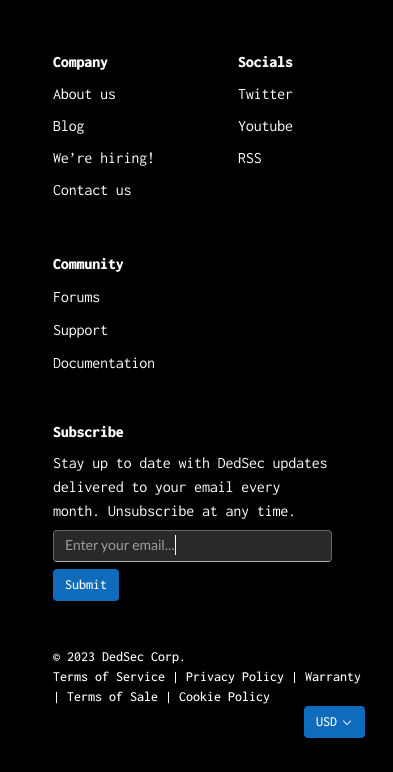 Company
About us
Blog
We’re hiring!
Contact us
Socials
Twitter
Youtube
RSS
Community
Forums
Support
Documentation
Subscribe
Stay up to date with DedSec updates
delivered to your email every
month. Unsubscribe at any time.
Enter your email...
Submit
© 2023 DedSec Corp.
Terms of Service | Privacy Policy | Warranty
| Terms of Sale | Cookie Policy
USD